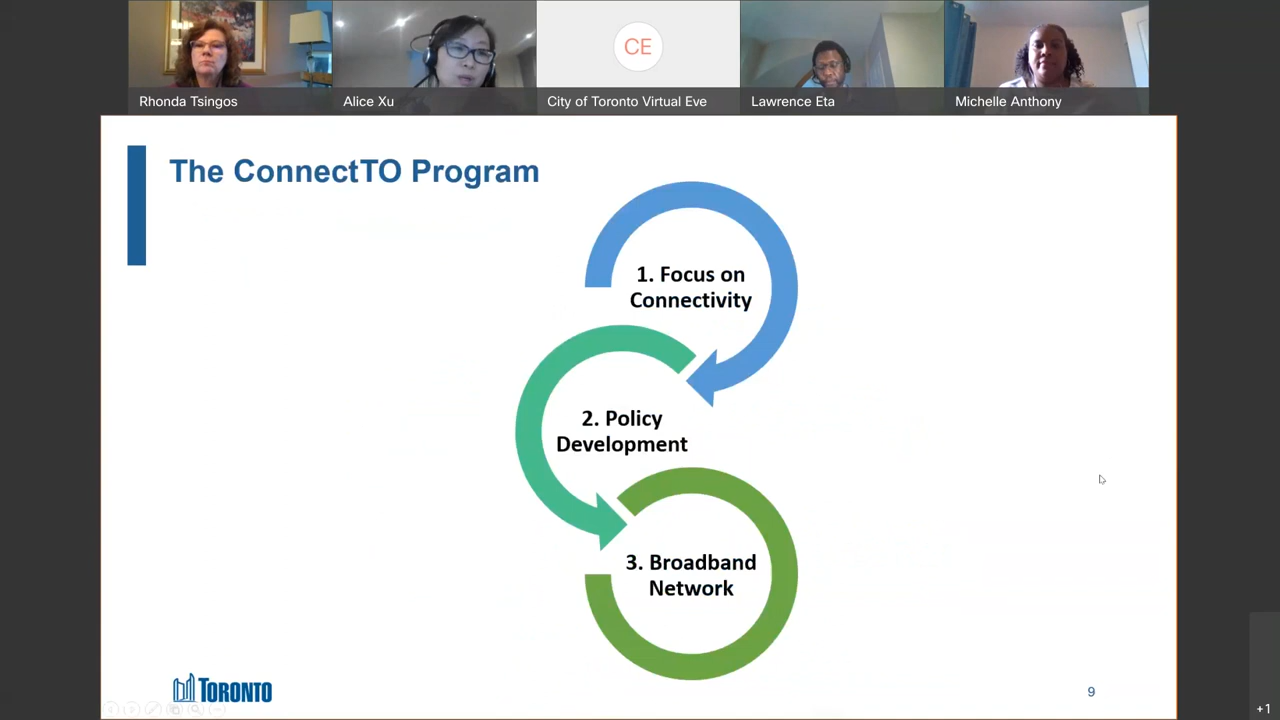 CE
Rhonda Tsingos
Alice Xu
City of Toronto Virtual Eve
Lawrence Eta
Michelle Anthony
The ConnectTO Program
1. Focus on
Connectivity
2. Policy
Development
3. Broadband
Network
TORONTO
9
+1